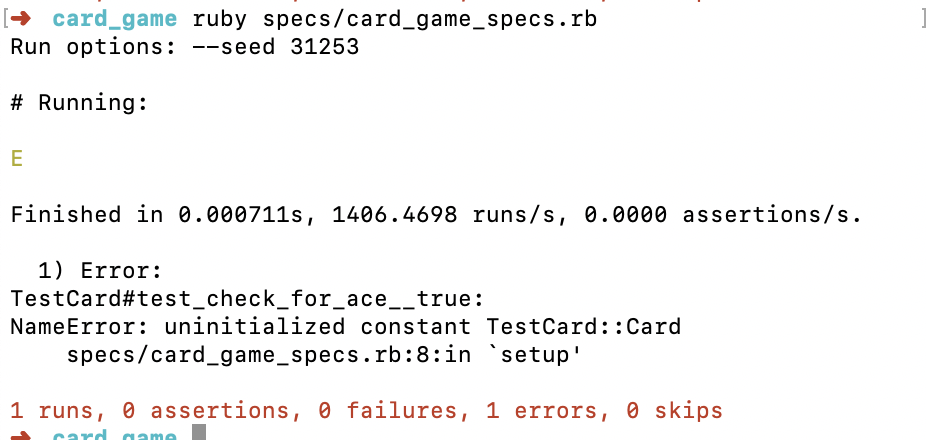 [➜  card_game ruby specs/card_game_specs.rb ]
Run options: --seed 31253
# Running:
E
Finished in 0.000711s, 1406.4698 runs/s, 0.0000 assertions/s.
1) Error:
TestCard#test_check_for_ace__true:
NameError: uninitialized constant TestCard::Card
specs/card_game_specs.rb:8:in `setup'
1 runs, 0 assertions, 0 failures, 1 errors, 0 skips
➜  card_game